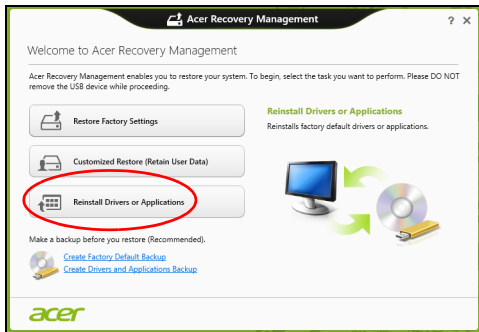 Acer Recovery Management
? ×
Welcome to Acer Recovery Management
Acer Recovery Management enables you to restore your system. To begin, select the task you want to perform. Please DO NOT
remove the USB device while proceeding.
Restore Factory Settings
Customized Restore (Retain User Data)
Reinstall Drivers or Applications
Reinstall Drivers or Applications
Reinstalls factory default drivers or applications.
Make a backup before you restore (Recommended).
Create Factory Default Backup
Create Drivers and Applications Backup
acer